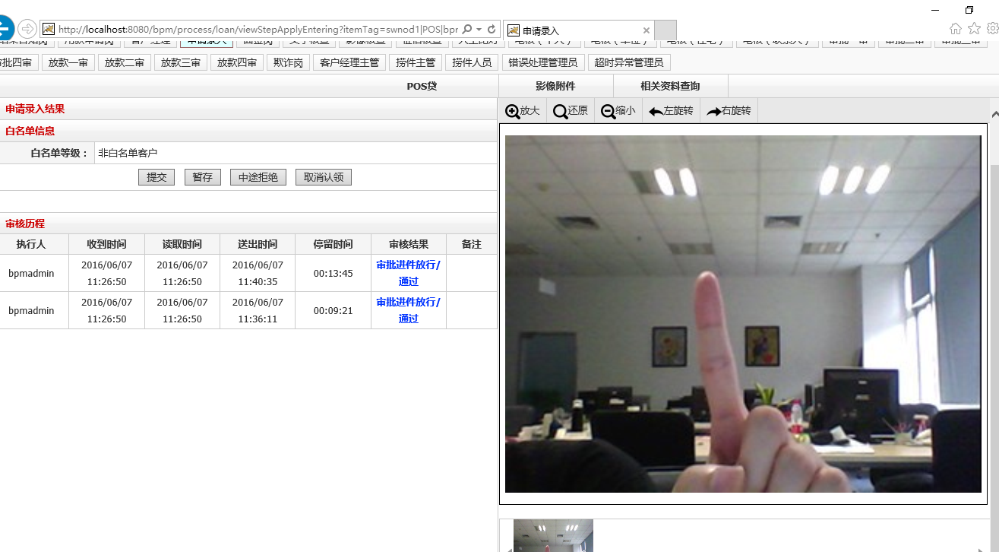 http://localhost:8080/bpm/process/loan/viewStepApplyEntering?itemTag=swnod1|POS|bpr
申请录入
批四审 放款一审 放款二审 放款三审 放款四审 欺诈岗 客户经理主管 捞件主管 捞件人员 错误处理管理员 超时异常管理员
POS贷 影像附件 相关资料查询
申请录入结果
放大 还原 缩小 左旋转 右旋转
白名单信息
白名单等级： 非白名单客户
提交 暂存 中途拒绝 取消认领
审核历程
执行人 收到时间 读取时间 送出时间 停留时间 审核结果 备注
bpmadmin 2016/06/07 11:26:50 2016/06/07 11:26:50 2016/06/07 11:40:35 00:13:45 审批进件放行/通过
bpmadmin 2016/06/07 11:26:50 2016/06/07 11:26:50 2016/06/07 11:36:11 00:09:21 审批进件放行/通过